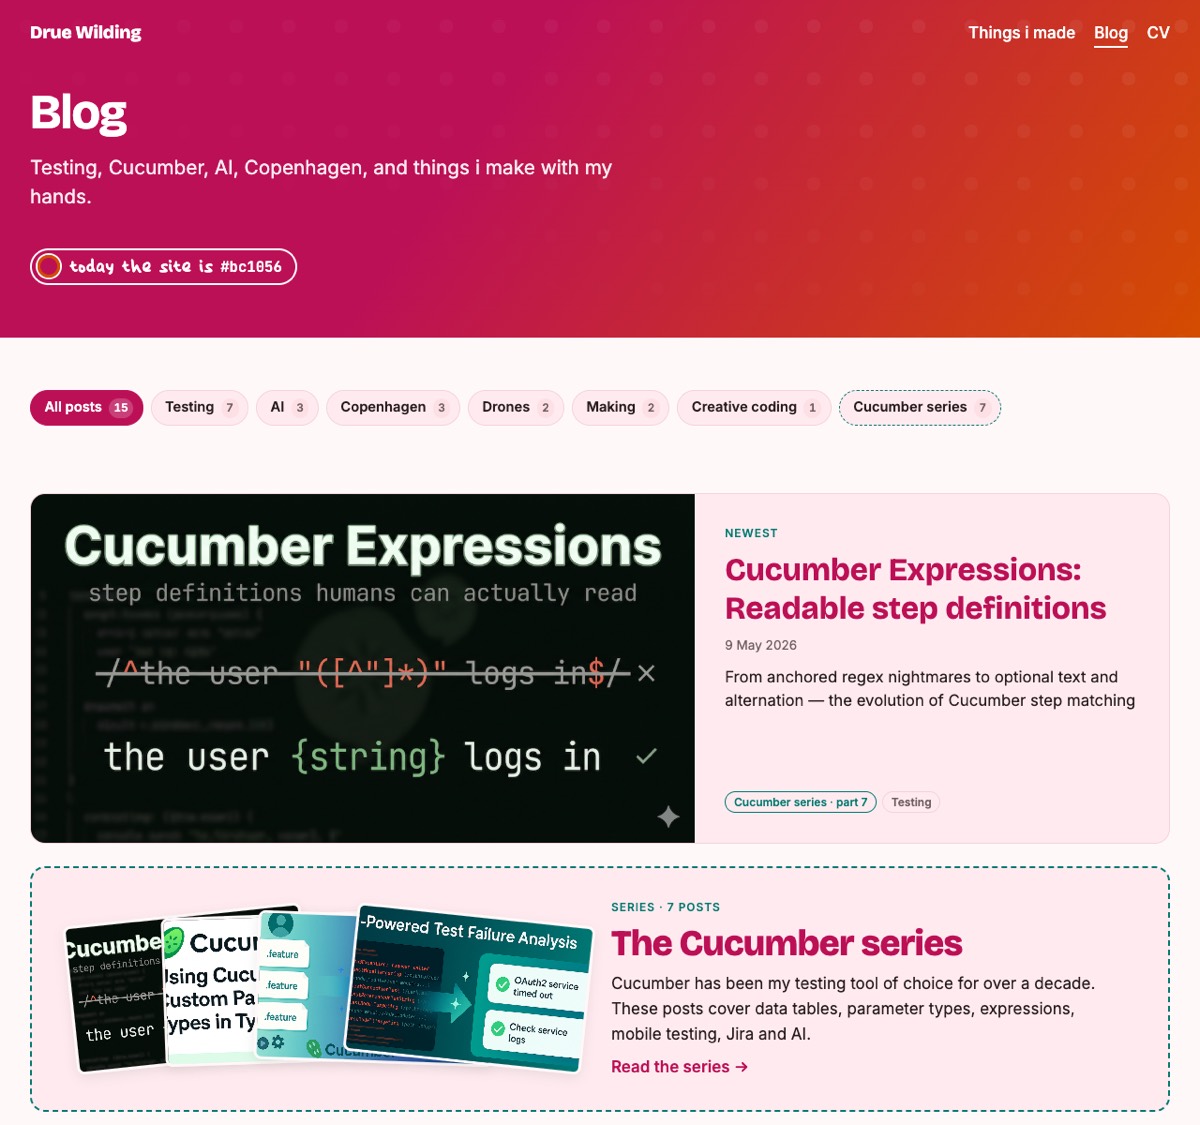 Drue Wilding
Things i made
Blog
CV
Blog
Testing, Cucumber, AI, Copenhagen, and things i make with my
hands.
today the site is #bc1056
All posts 15
Testing 7
AI 3
Copenhagen 3
Drones 2
Making 2
Creative coding 1
Cucumber series 7
Cucumber Expressions
step definitions humans can actually read
/^the user "([^"]*)" logs in$/ ×
the user {string} logs in ✓
NEWEST
Cucumber Expressions:
Readable step definitions
9 May 2026
From anchored regex nightmares to optional text and
alternation — the evolution of Cucumber step matching
Cucumber series · part 7
Testing
Cucumbe
step definitions
/^the user
the user
Cucur
Using Cucu
Custom Pa
Types in Ty
.feature
.feature
.feature
Cucum
-Powered Test Failure Analysis
OAuth2 service
timed out
Check service
logs
SERIES · 7 POSTS
The Cucumber series
Cucumber has been my testing tool of choice for over a decade.
These posts cover data tables, parameter types, expressions,
mobile testing, Jira and AI.
Read the series →